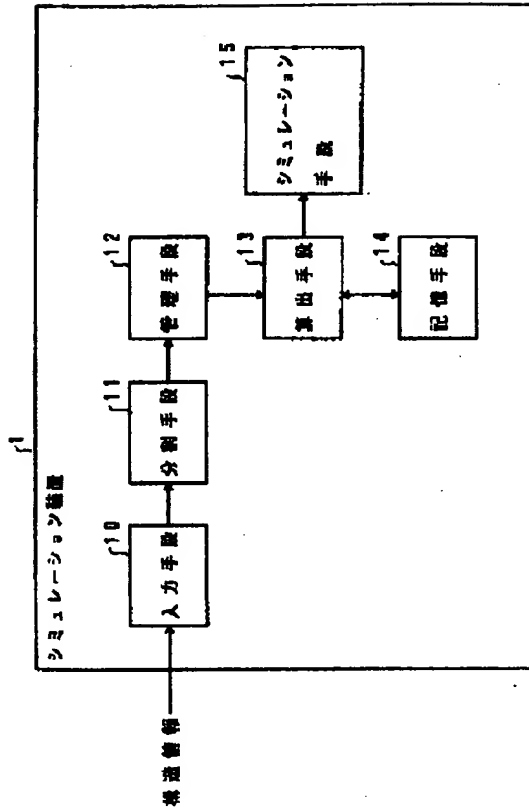 1
シミュレーション装置
構造情報
10
入力手段
11
分割手段
12
管理手段
13
算出手段
14
記憶手段
15
シミュレーション
手段